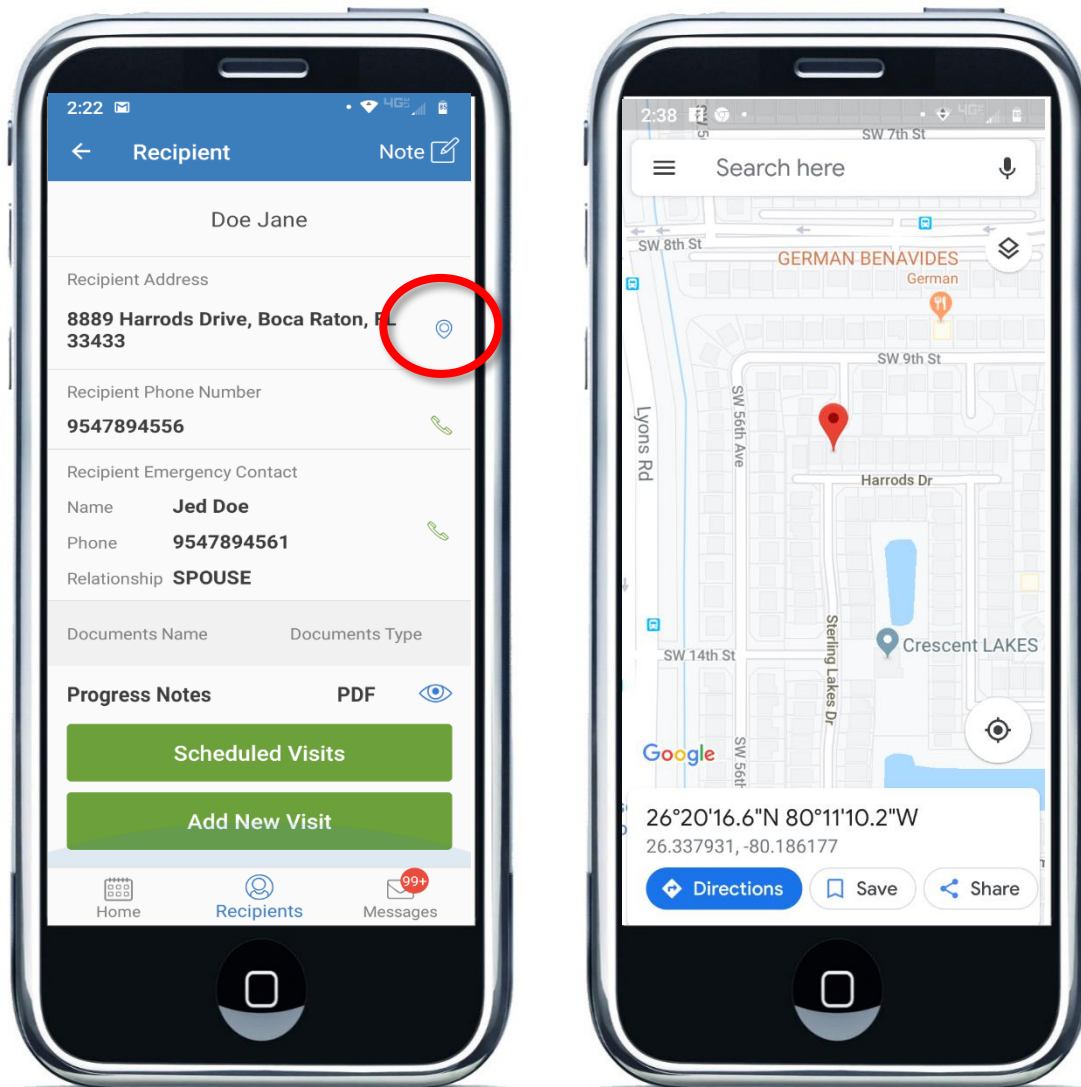 2:22
4GE
Recipient
Note
Doe Jane
Recipient Address
8889 Harrods Drive, Boca Raton, FL
33433
Recipient Phone Number
9547894556
Recipient Emergency Contact
Name Jed Doe
Phone 9547894561
Relationship SPOUSE
Documents Name Documents Type
Progress Notes PDF
Scheduled Visits
Add New Visit
Home
Recipients
99+
Messages
2:38
4GE
SW 7th St
Search here
SW 8th St
GERMAN BENAVIDES
German
SW 9th St
SW 56th Ave
Lyons Rd
Harrods Dr
Sterling Lakes Dr
Crescent LAKES
SW 14th St
SW 56th
Google
26°20'16.6"N 80°11'10.2"W
26.337931, -80.186177
Directions
Save
Share